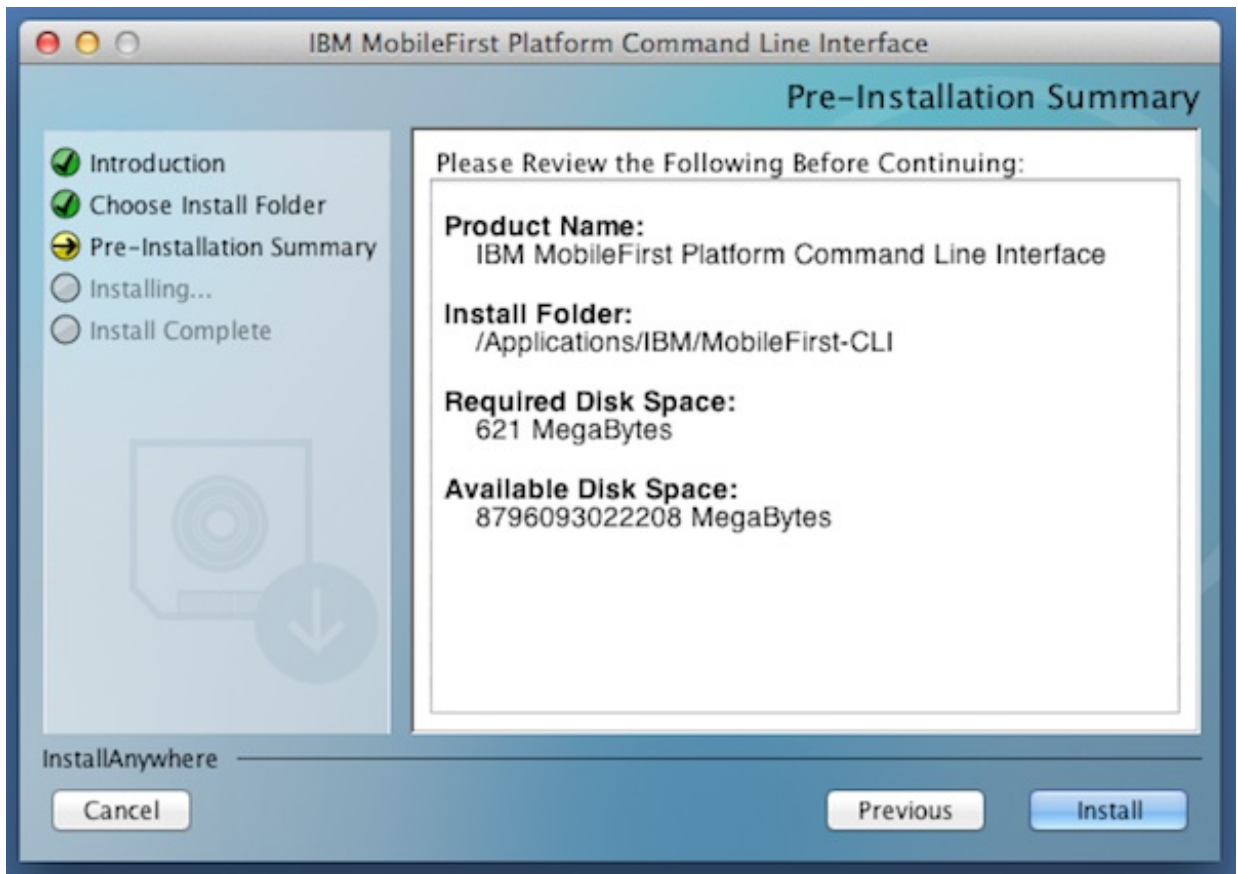 IBM MobileFirst Platform Command Line Interface
Pre-Installation Summary
Introduction
Choose Install Folder
Pre-Installation Summary
Installing...
Install Complete
Please Review the Following Before Continuing:
Product Name:
IBM MobileFirst Platform Command Line Interface
Install Folder:
/Applications/IBM/MobileFirst-CLI
Required Disk Space:
621 MegaBytes
Available Disk Space:
8796093022208 MegaBytes
InstallAnywhere
Cancel
Previous
Install